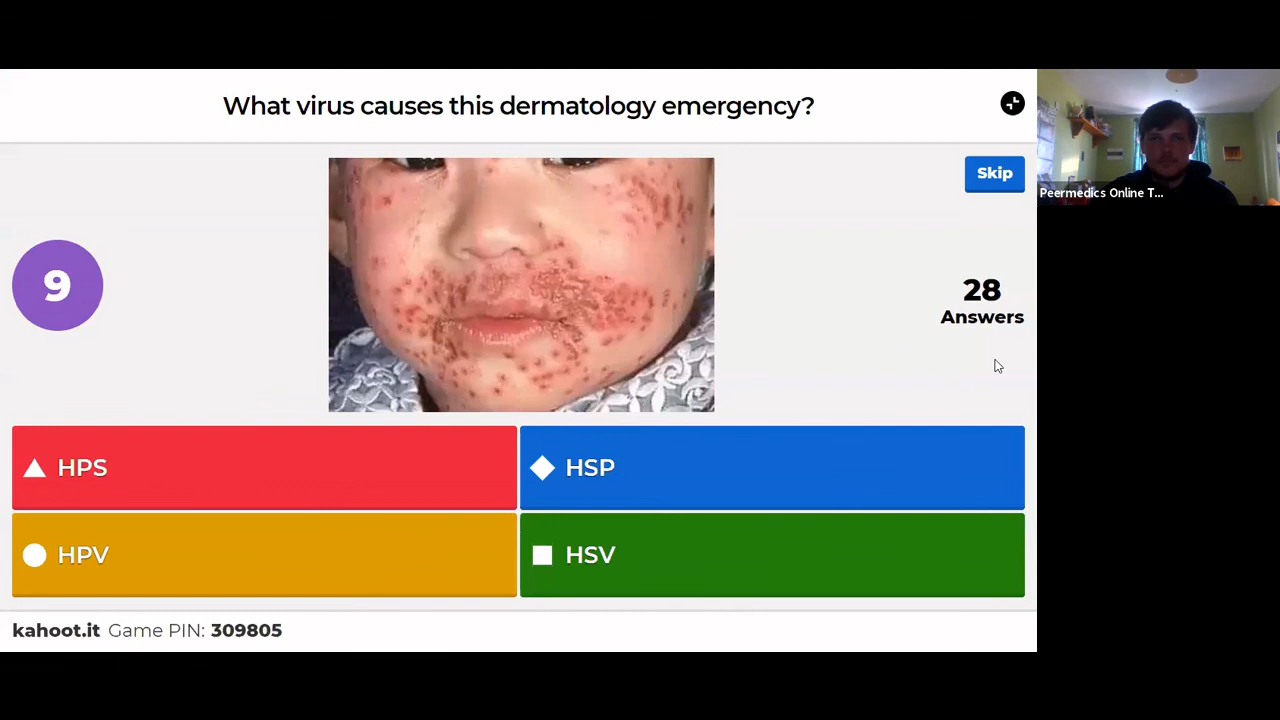 What virus causes this dermatology emergency?
Skip
Peermedics Online T...
9
28
Answers
HPS
HSP
HPV
HSV
kahoot.it Game PIN: 309805